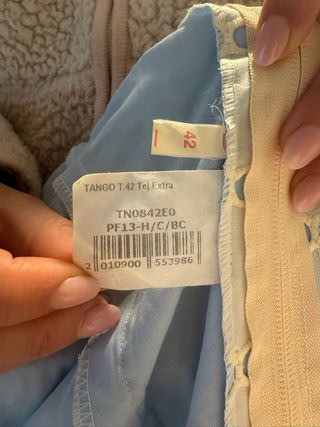 42
TANGO T.42 Tej.Extra
TN0842E0
PF13-H/C/BC
2 010900 553986